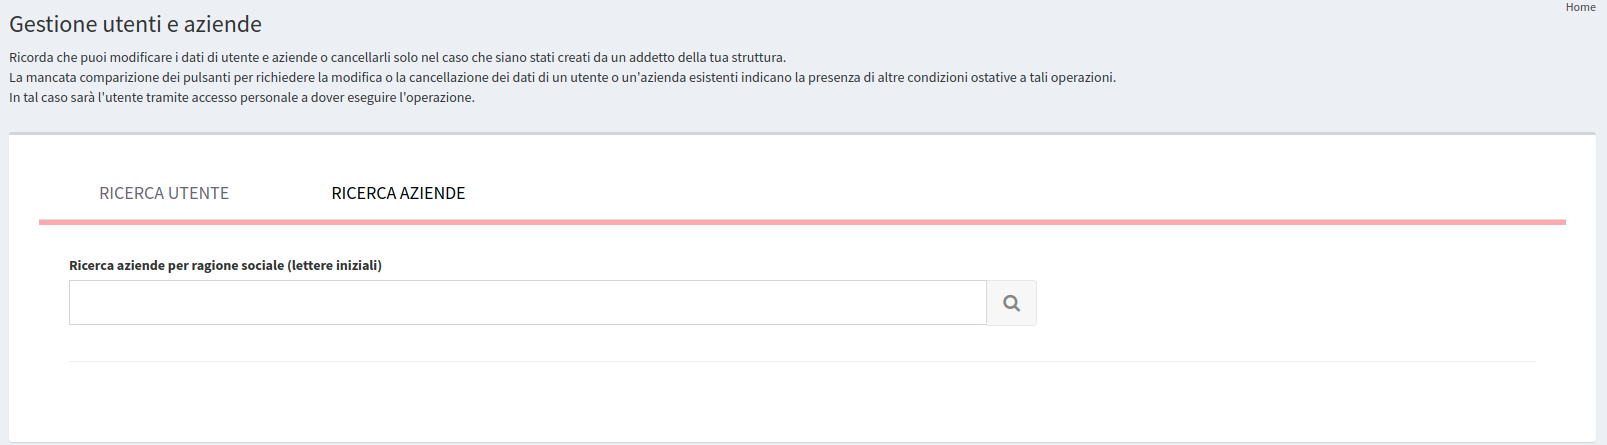 Home
Gestione utenti e aziende
Ricorda che puoi modificare i dati di utente e aziende o cancellarli solo nel caso che siano stati creati da un addetto della tua struttura.
La mancata comparizione dei pulsanti per richiedere la modifica o la cancellazione dei dati di un utente o un'azienda esistenti indicano la presenza di altre condizioni ostative a tali operazioni.
In tal caso sarà l'utente tramite accesso personale a dover eseguire l'operazione.
RICERCA UTENTE RICERCA AZIENDE
Ricerca aziende per ragione sociale (lettere iniziali)